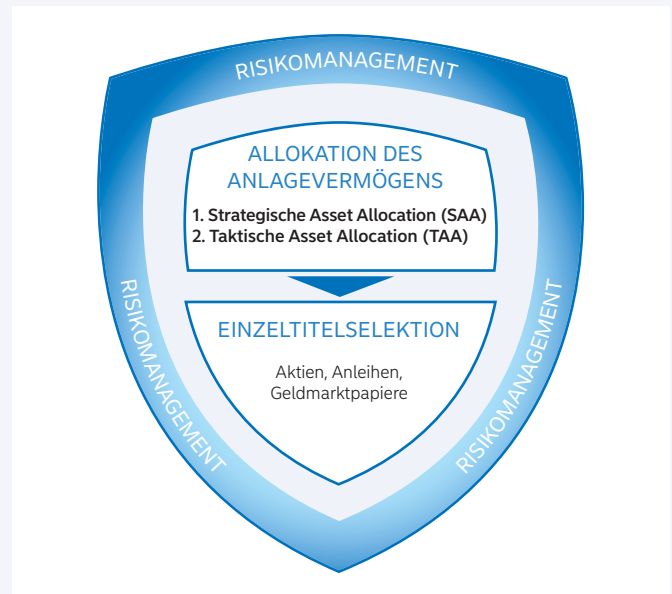 RISIKOMANAGEMENT
ALLOKATION DES
ANLAGEVERMÖGENS
1. Strategische Asset Allocation (SAA)
2. Taktische Asset Allocation (TAA)
EINZELTITELSELEKTION
Aktien, Anleihen,
Geldmarktpapiere
RISIKOMANAGEMENT
RISIKOMANAGEMENT